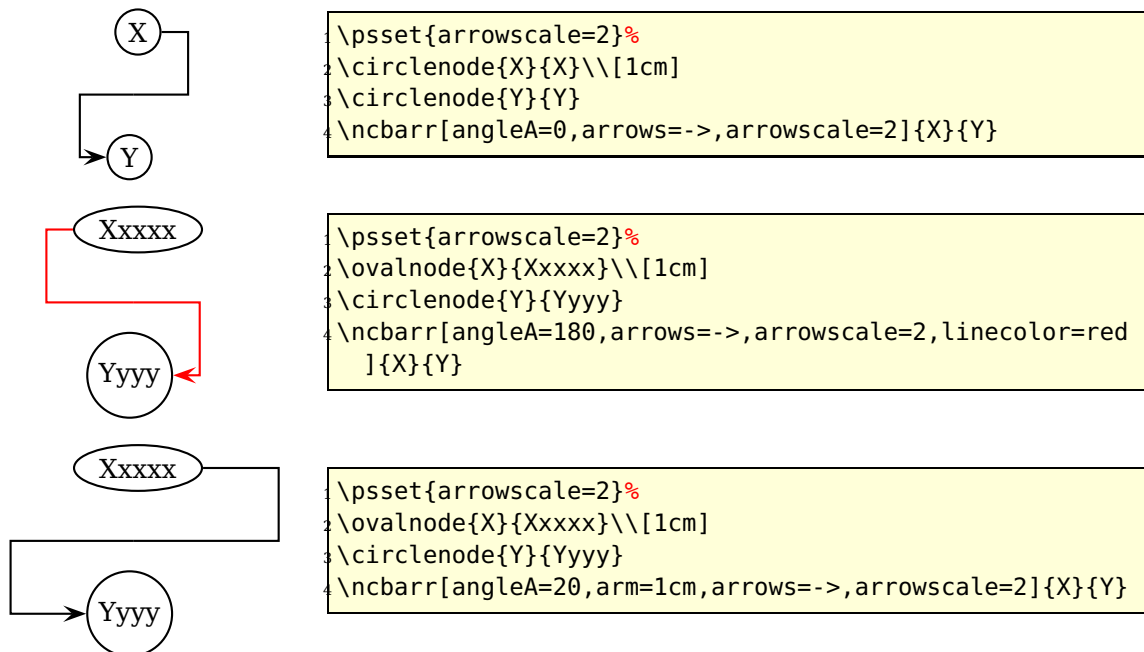 X
Y
1 \psset{arrowscale=2}%
2 \circlenode{X}{X}\\[1cm]
3 \circlenode{Y}{Y}
4 \ncbarr[angleA=0,arrows=->,arrowscale=2]{X}{Y}
Xxxxx
Yyyy
1 \psset{arrowscale=2}%
2 \ovalnode{X}{Xxxxx}\\[1cm]
3 \circlenode{Y}{Yyyy}
4 \ncbarr[angleA=180,arrows=->,arrowscale=2,linecolor=red
]{X}{Y}
Xxxxx
Yyyy
1 \psset{arrowscale=2}%
2 \ovalnode{X}{Xxxxx}\\[1cm]
3 \circlenode{Y}{Yyyy}
4 \ncbarr[angleA=20,arm=1cm,arrows=->,arrowscale=2]{X}{Y}